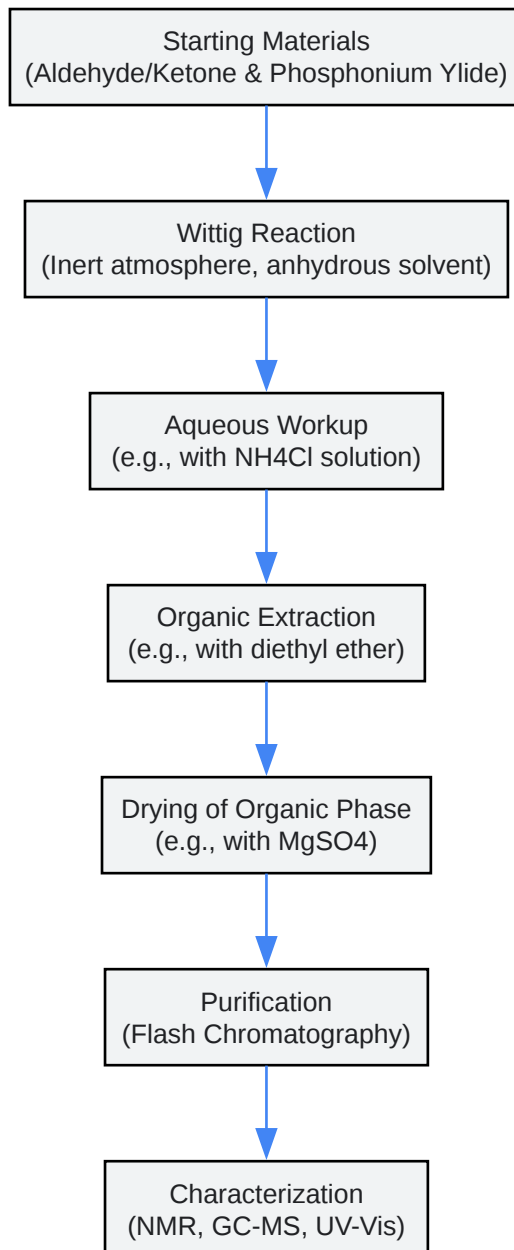 Starting Materials
(Aldehyde/Ketone & Phosphonium Ylide)
Wittig Reaction
(Inert atmosphere, anhydrous solvent)
Aqueous Workup
(e.g., with NH4Cl solution)
Organic Extraction
(e.g., with diethyl ether)
Drying of Organic Phase
(e.g., with MgSO4)
Purification
(Flash Chromatography)
Characterization
(NMR, GC-MS, UV-Vis)